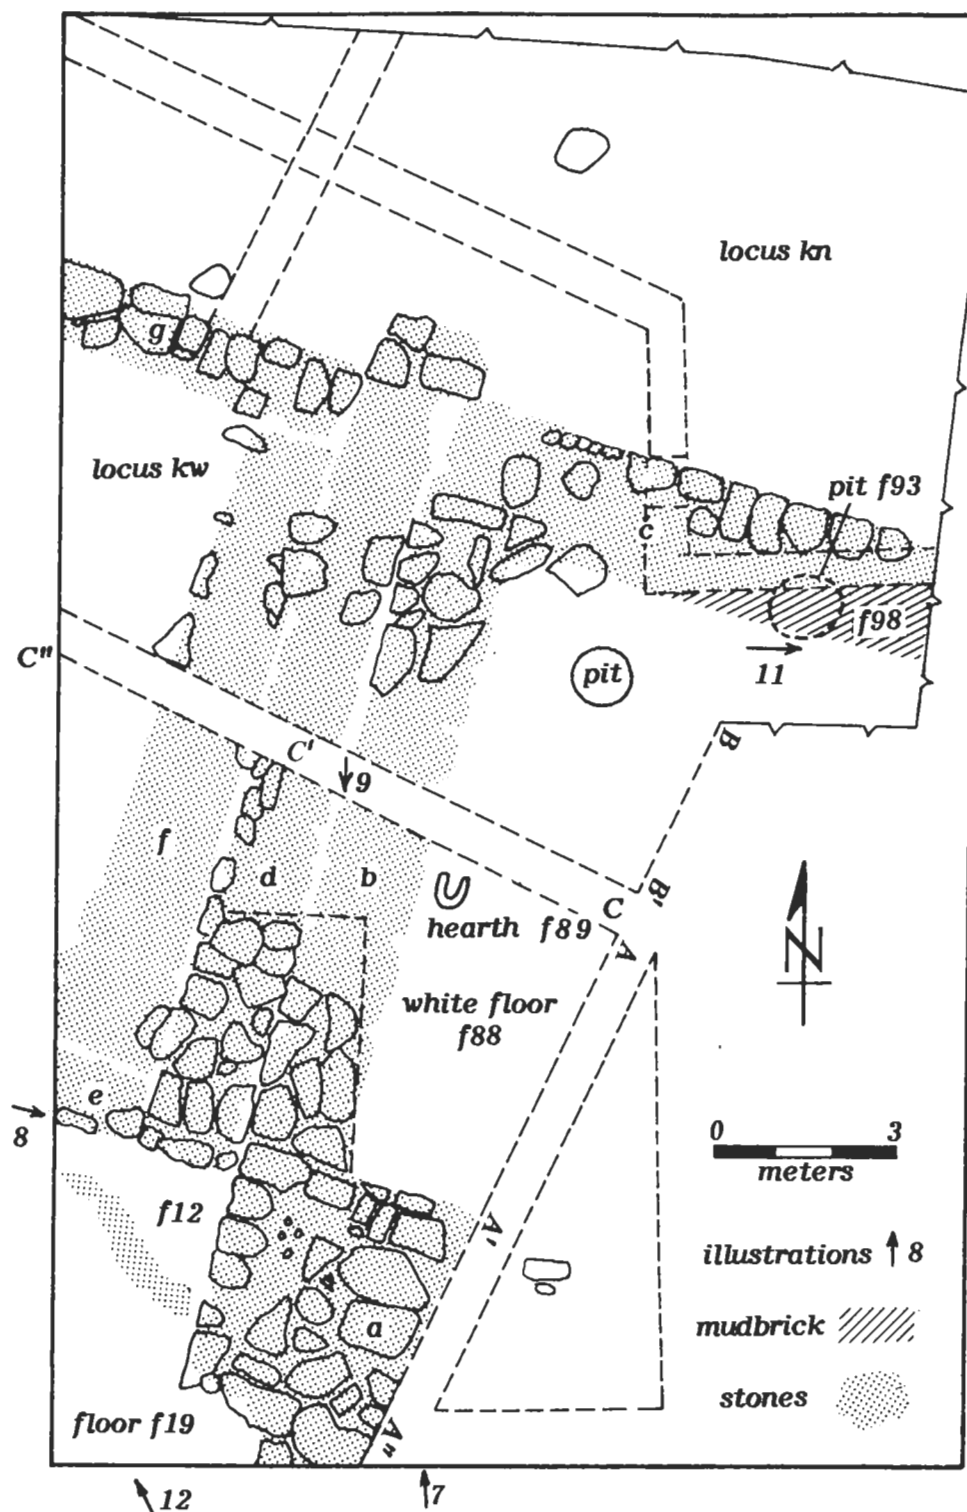 locus kn
g
locus kw
pit f93
c
f98
C"
pit
11
B
C'
9
f
d
b
B'
C
hearth f89
A
white floor
f88
N
e
8
0 3
meters
f12
A'
illustrations 8
a
mudbrick
stones
floor f19
A"
12
7